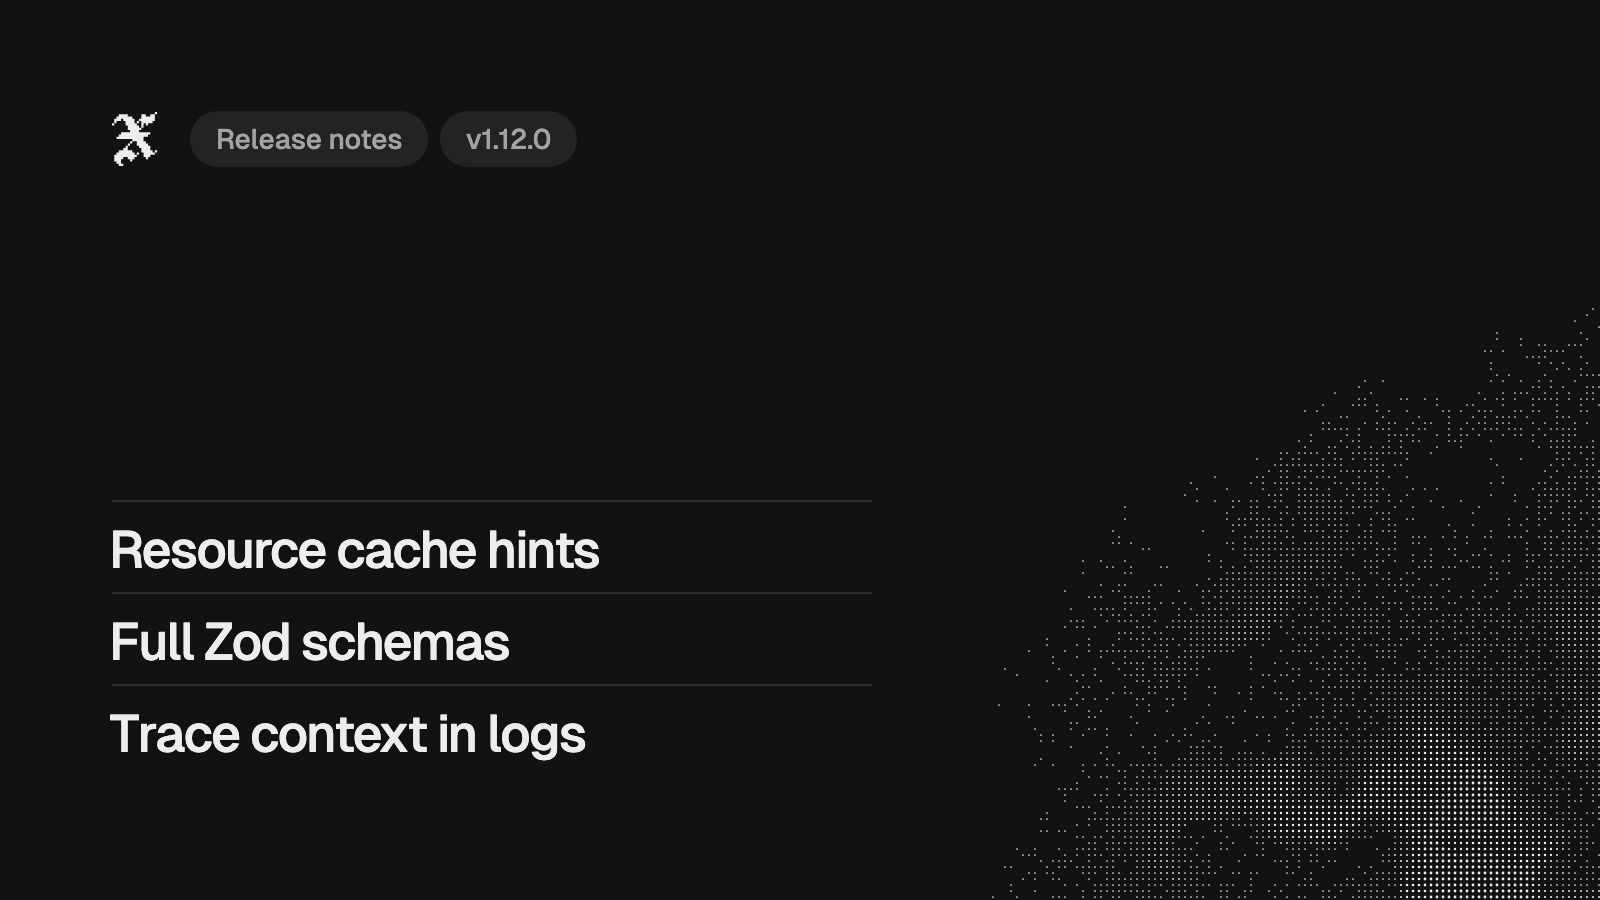 Release notes
v1.12.0
Resource cache hints
Full Zod schemas
Trace context in logs